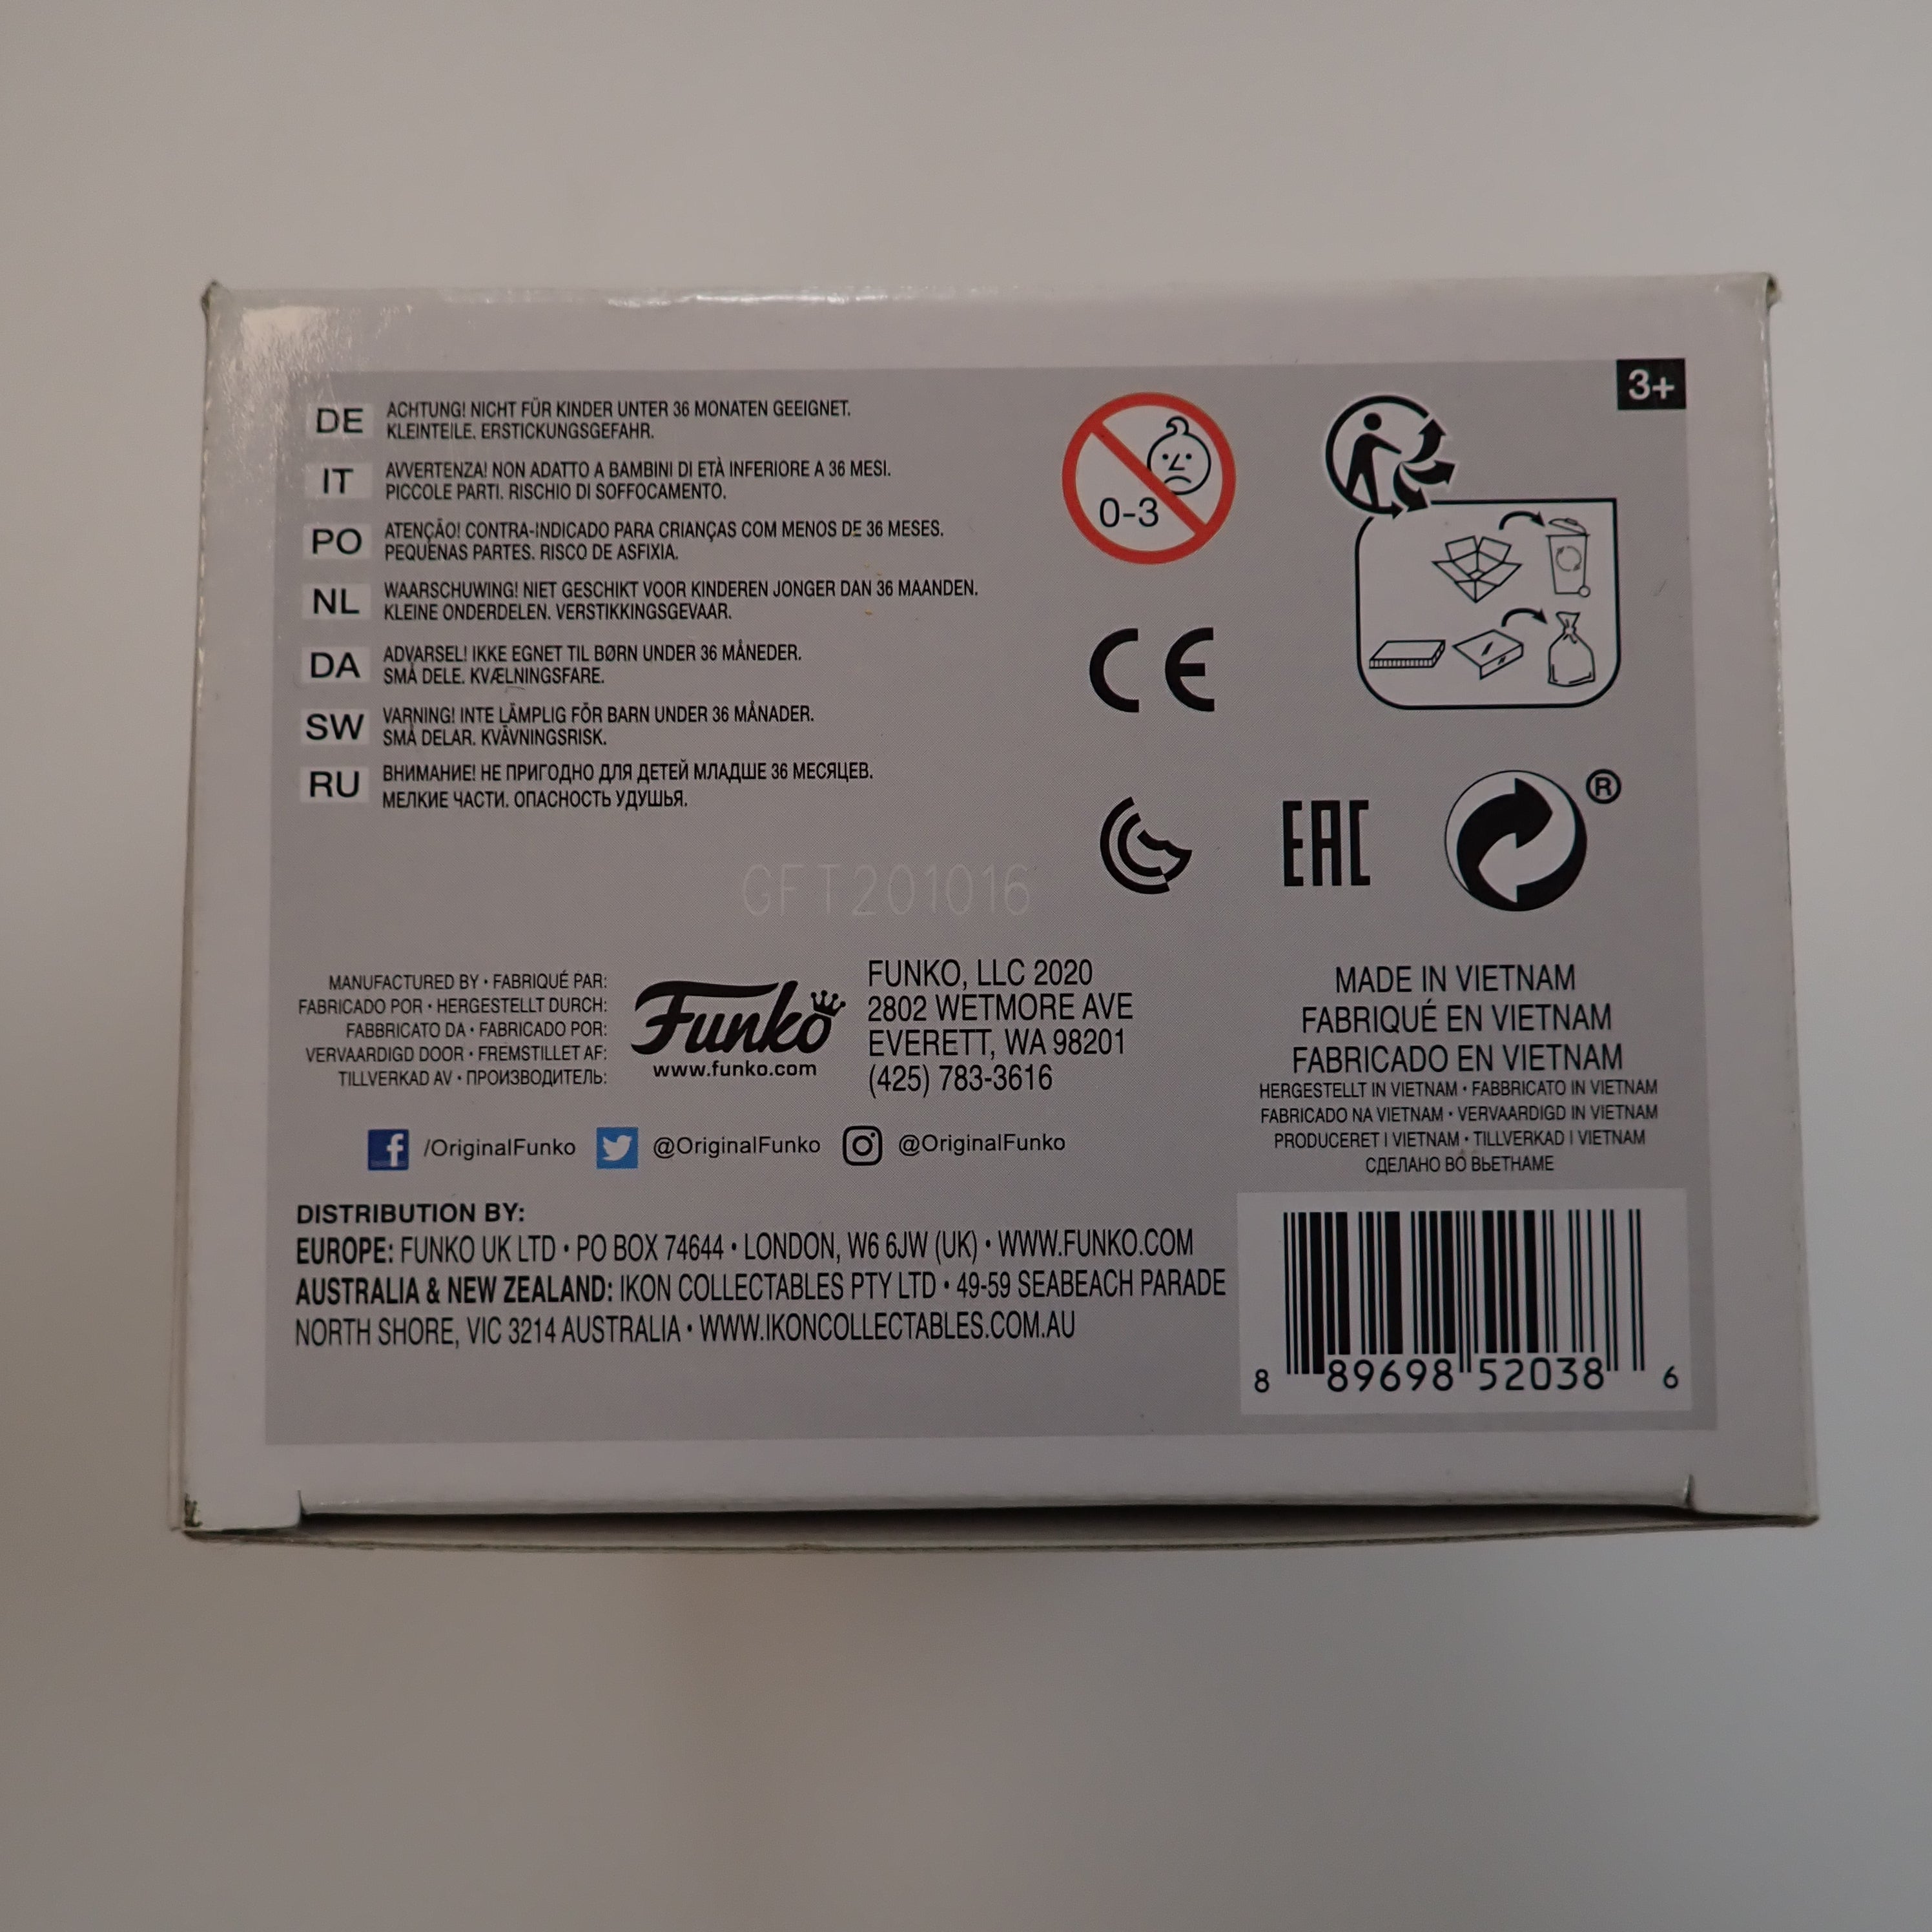 3+
DE
ACHTUNG! NICHT FÜR KINDER UNTER 36 MONATEN GEEIGNET.
KLEINTEILE. ERSTICKUNGSGEFAHR.
IT
AVVERTENZA! NON ADATTO A BAMBINI DI ETÀ INFERIORE A 36 MESI.
PICCOLE PARTI. RISCHIO DI SOFFOCAMENTO.
PO
ATENÇÃO! CONTRA-INDICADO PARA CRIANÇAS COM MENOS DE 36 MESES.
PEQUENAS PARTES. RISCO DE ASFIXIA.
NL
WAARSCHUWING! NIET GESCHIKT VOOR KINDEREN JONGER DAN 36 MAANDEN.
KLEINE ONDERDELEN. VERSTIKKINGSGEVAAR.
DA
ADVARSEL! IKKE EGNET TIL BØRN UNDER 36 MÅNEDER.
SMÅ DELE. KVÆLNINGSFARE.
SW
VARNING! INTE LÄMPLIG FÖR BARN UNDER 36 MÅNADER.
SMÅ DELAR. KVÄVNINGSRISK.
RU
ВНИМАНИЕ! НЕ ПРИГОДНО ДЛЯ ДЕТЕЙ МЛАДШЕ 36 МЕСЯЦЕВ.
МЕЛКИЕ ЧАСТИ. ОПАСНОСТЬ УДУШЬЯ.
0-3
CE
EAC
®
GFT201016
MANUFACTURED BY • FABRIQUÉ PAR:
FABRICADO POR • HERGESTELLT DURCH:
FABBRICATO DA • FABRICADO POR:
VERVAARDIGD DOOR • FREMSTILLET AF:
TILLVERKAD AV • ПРОИЗВОДИТЕЛЬ:
Funko
www.funko.com
FUNKO, LLC 2020
2802 WETMORE AVE
EVERETT, WA 98201
(425) 783-3616
MADE IN VIETNAM
FABRIQUÉ EN VIETNAM
FABRICADO EN VIETNAM
HERGESTELLT IN VIETNAM • FABBRICATO IN VIETNAM
FABRICADO NA VIETNAM • VERVAARDIGD IN VIETNAM
PRODUCERET I VIETNAM • TILLVERKAD I VIETNAM
СДЕЛАНО ВО ВЬЕТНАМЕ
/OriginalFunko @OriginalFunko @OriginalFunko
DISTRIBUTION BY:
EUROPE: FUNKO UK LTD • PO BOX 74644 • LONDON, W6 6JW (UK) • WWW.FUNKO.COM
AUSTRALIA & NEW ZEALAND: IKON COLLECTABLES PTY LTD • 49-59 SEABEACH PARADE
NORTH SHORE, VIC 3214 AUSTRALIA • WWW.IKONCOLLECTABLES.COM.AU
8 89698 52038 6